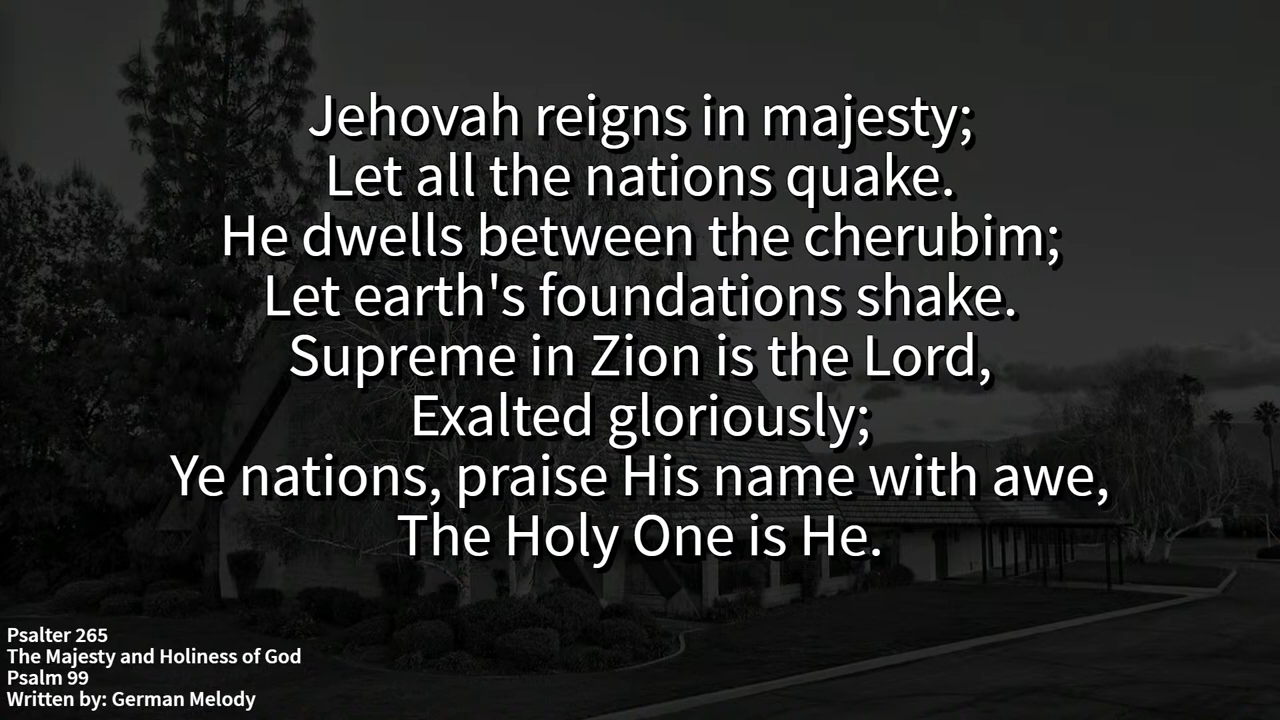 Jehovah reigns in majesty;
Let all the nations quake.
He dwells between the cherubim;
Let earth's foundations shake.
Supreme in Zion is the Lord,
Exalted gloriously;
Ye nations, praise His name with awe,
The Holy One is He.
Psalter 265
The Majesty and Holiness of God
Psalm 99
Written by: German Melody